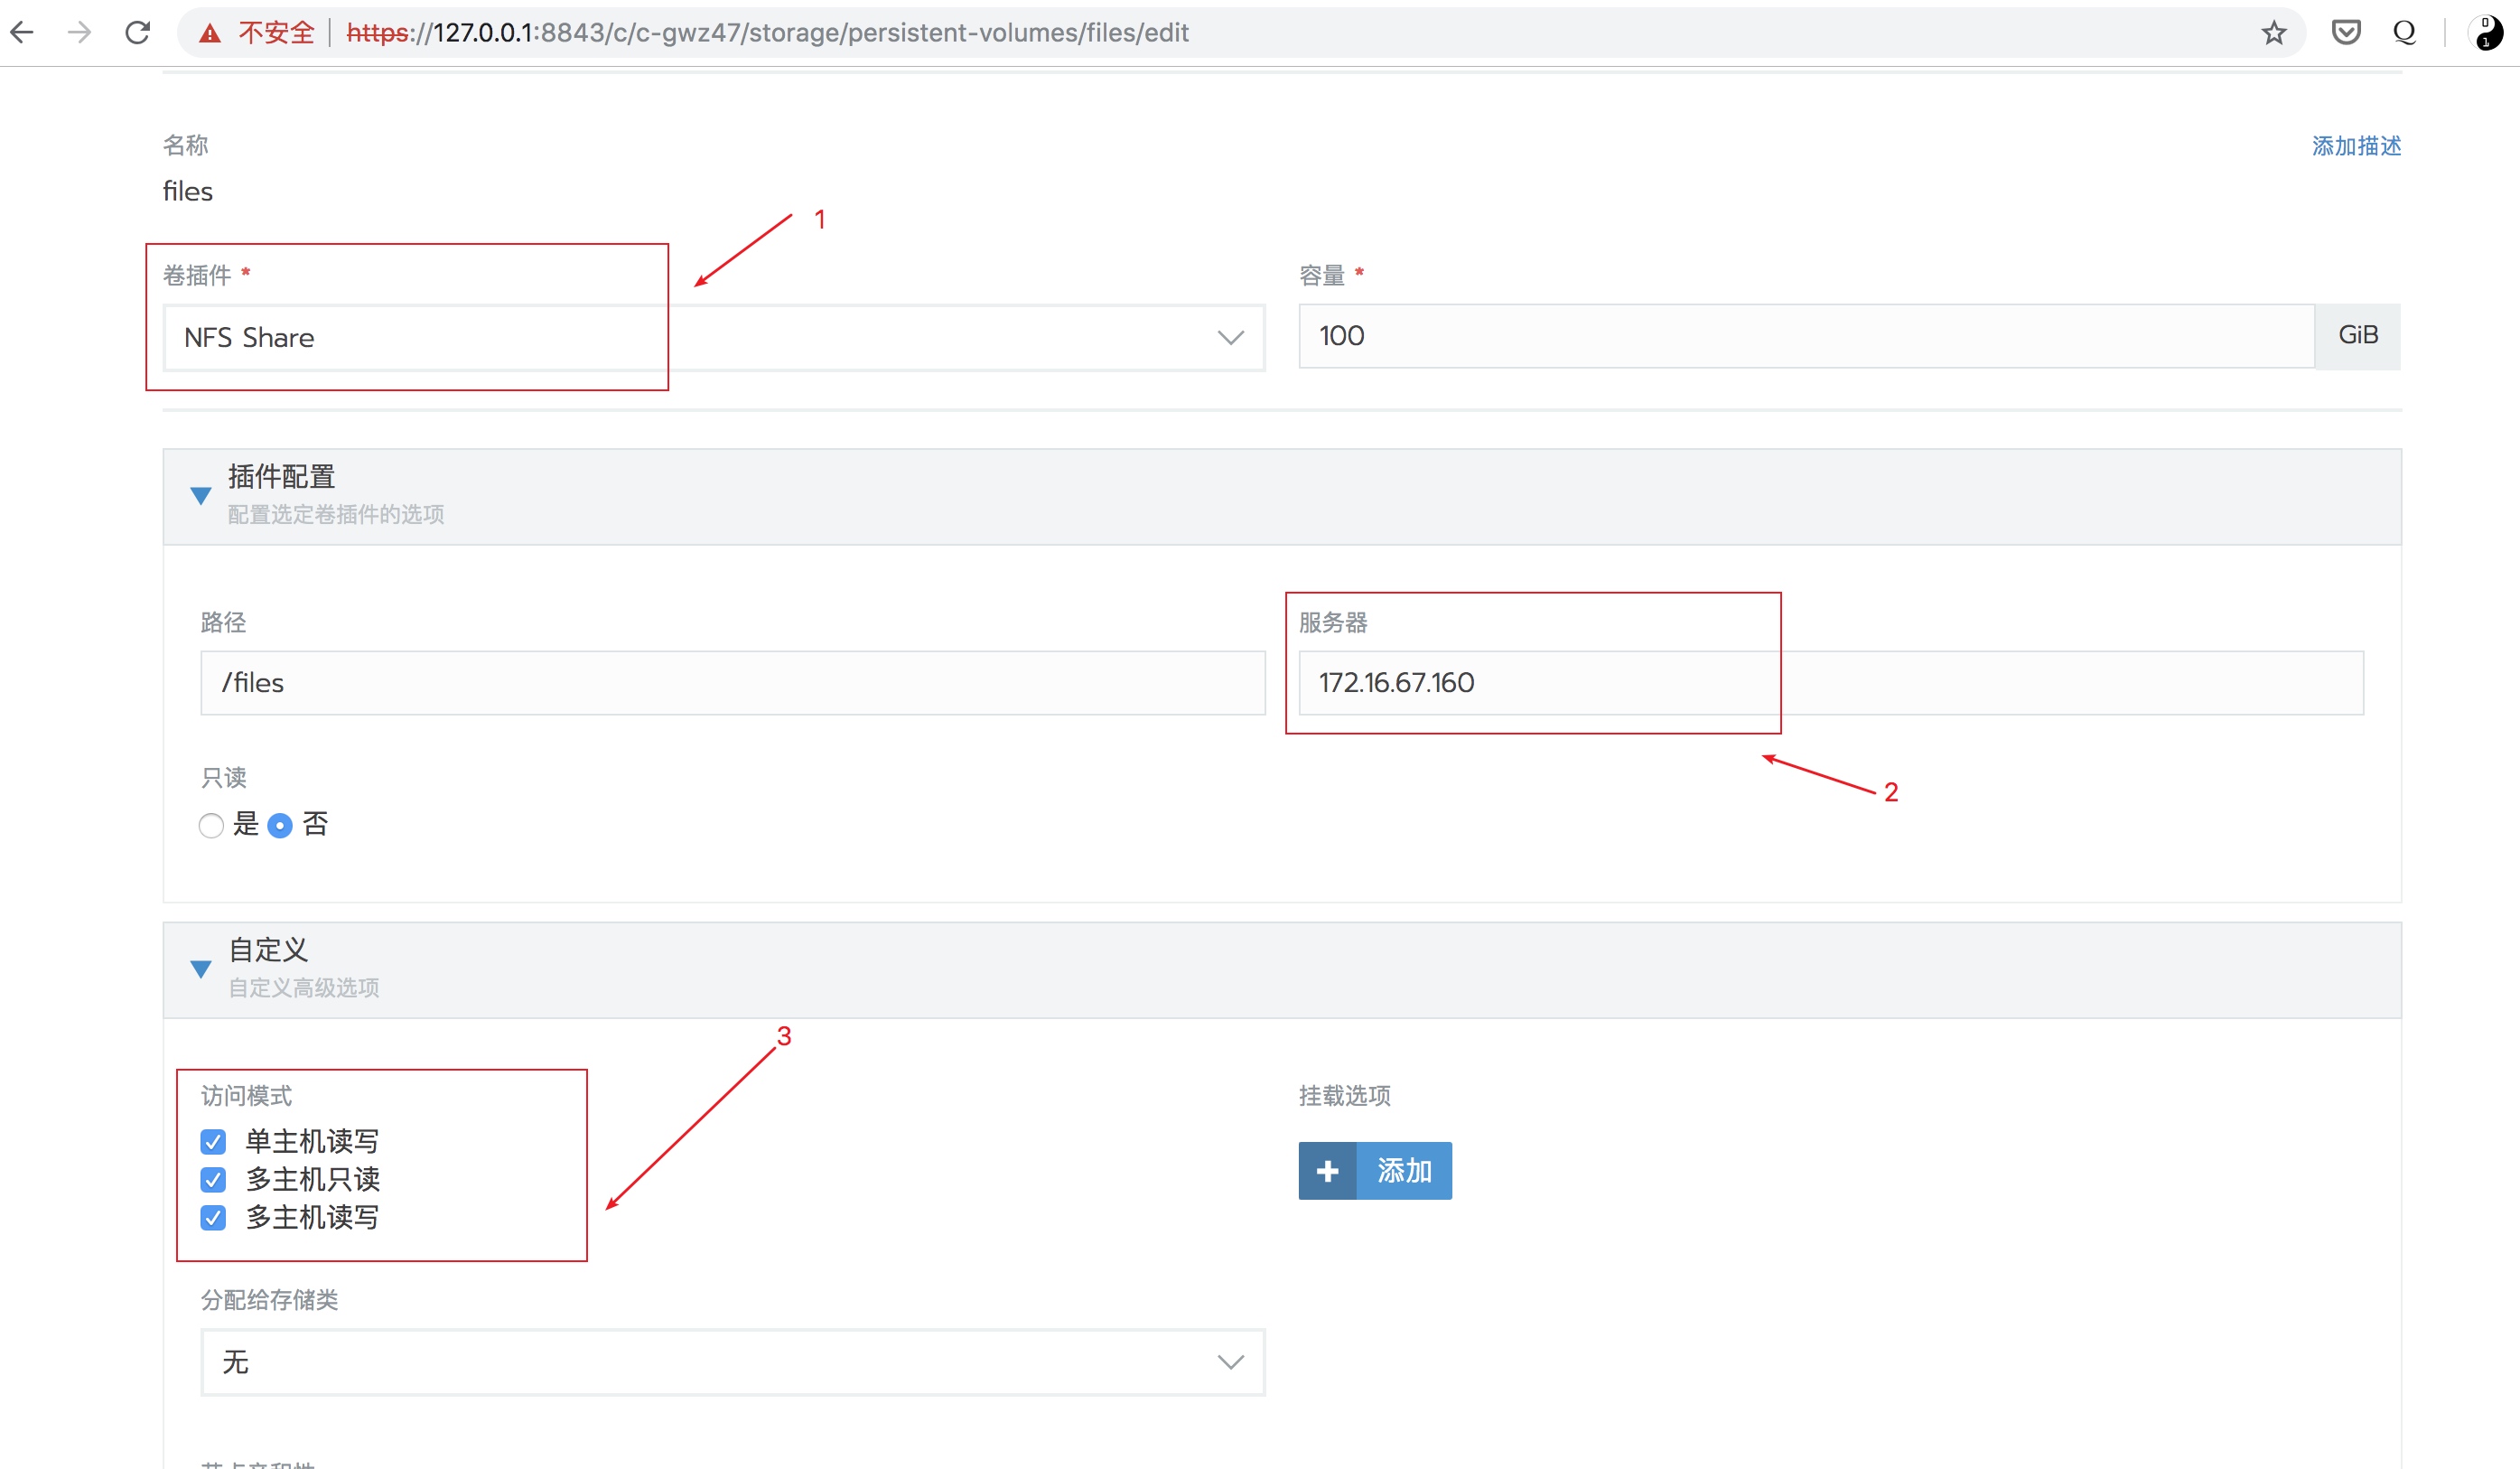 不安全 https://127.0.0.1:8843/c/c-gwz47/storage/persistent-volumes/files/edit
名称 添加描述
files
1
卷插件 * 容量 *
NFS Share 100 GiB
插件配置
配置选定卷插件的选项
路径 服务器
/files 172.16.67.160
只读 2
是 否
自定义
自定义高级选项
3
访问模式 挂载选项
单主机读写
多主机只读 添加
多主机读写
分配给存储类
无